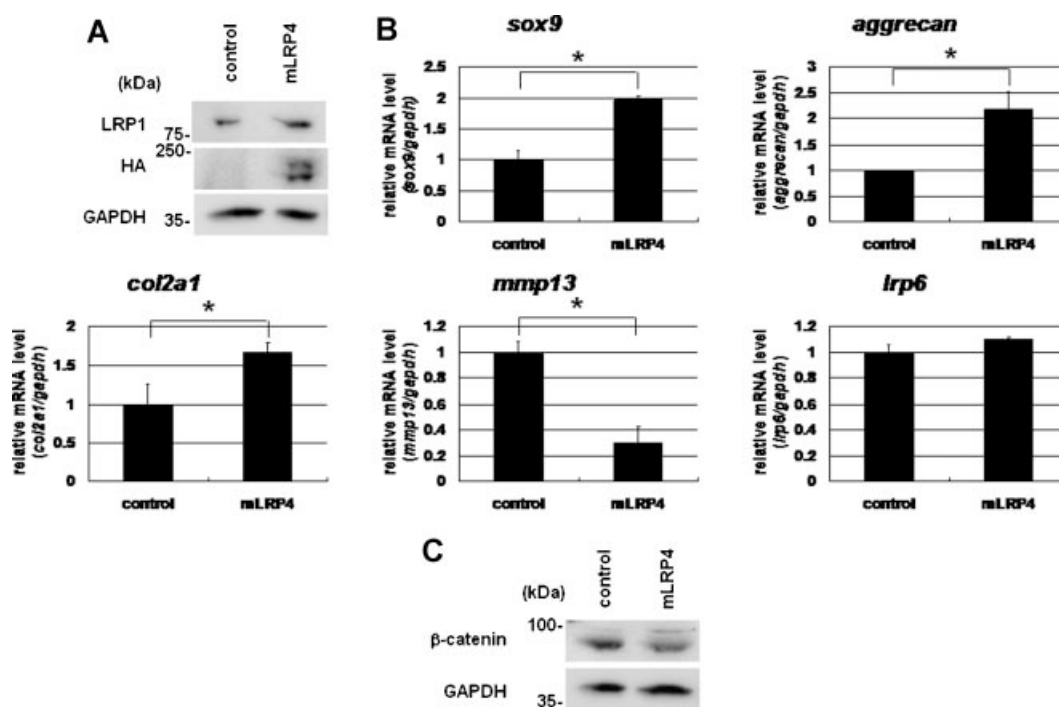 A
control
mLRP4
(kDa)
LRP1
75-
250-
HA
GAPDH
35-
B
sox9
relative mRNA level
(sox9/gapdh)
2.5
2
1.5
1
0.5
0
*
control mLRP4
aggrecan
relative mRNA level
(aggrecan/gapdh)
3
2.5
2
1.5
1
0.5
0
*
control mLRP4
col2a1
relative mRNA level
(col2a1/gapdh)
2
1.5
1
0.5
0
*
control mLRP4
mmp13
relative mRNA level
(mmp13/gapdh)
1.2
1
0.8
0.6
0.4
0.2
0
*
control mLRP4
lrp6
relative mRNA level
(lrp6/gapdh)
1.2
1
0.8
0.6
0.4
0.2
0
control mLRP4
C
control
mLRP4
(kDa)
100-
β-catenin
GAPDH
35-